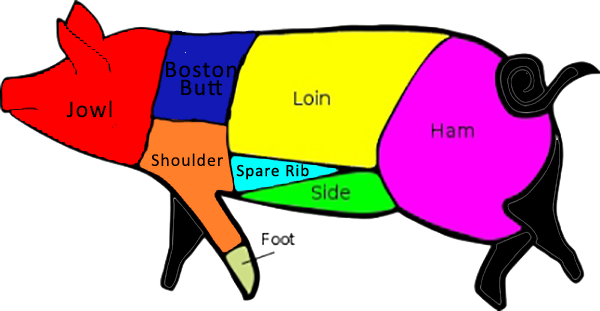 Jowl
Boston
Butt
Loin
Ham
Shoulder
Spare Rib
Side
Foot